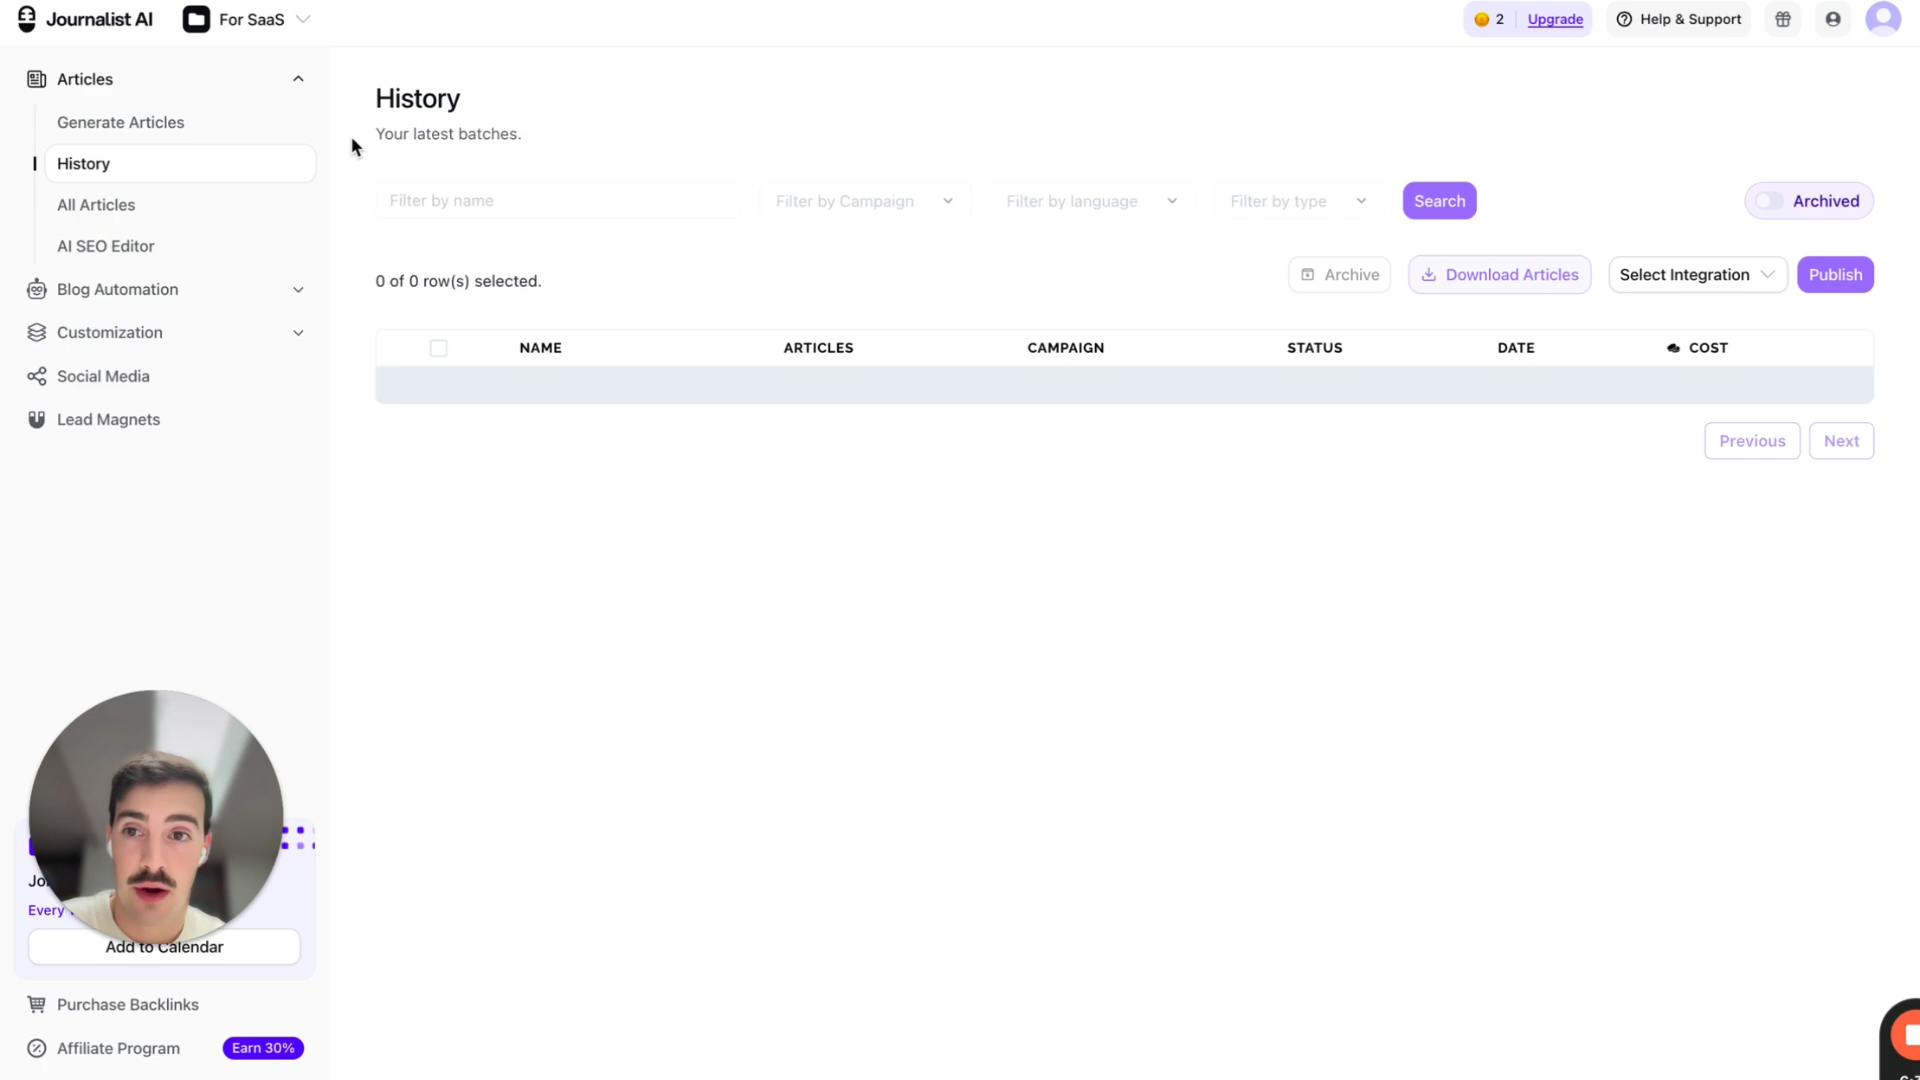 Journalist AI
For SaaS
2
Upgrade
Help & Support
Articles
Generate Articles
History
All Articles
AI SEO Editor
Blog Automation
Customization
Social Media
Lead Magnets
Every
Add to Calendar
Purchase Backlinks
Affiliate Program
Earn 30%
History
Your latest batches.
Filter by name
Filter by Campaign
Filter by language
Filter by type
Search
Archived
0 of 0 row(s) selected.
Archive
Download Articles
Select Integration
Publish
NAME
ARTICLES
CAMPAIGN
STATUS
DATE
COST
Previous
Next